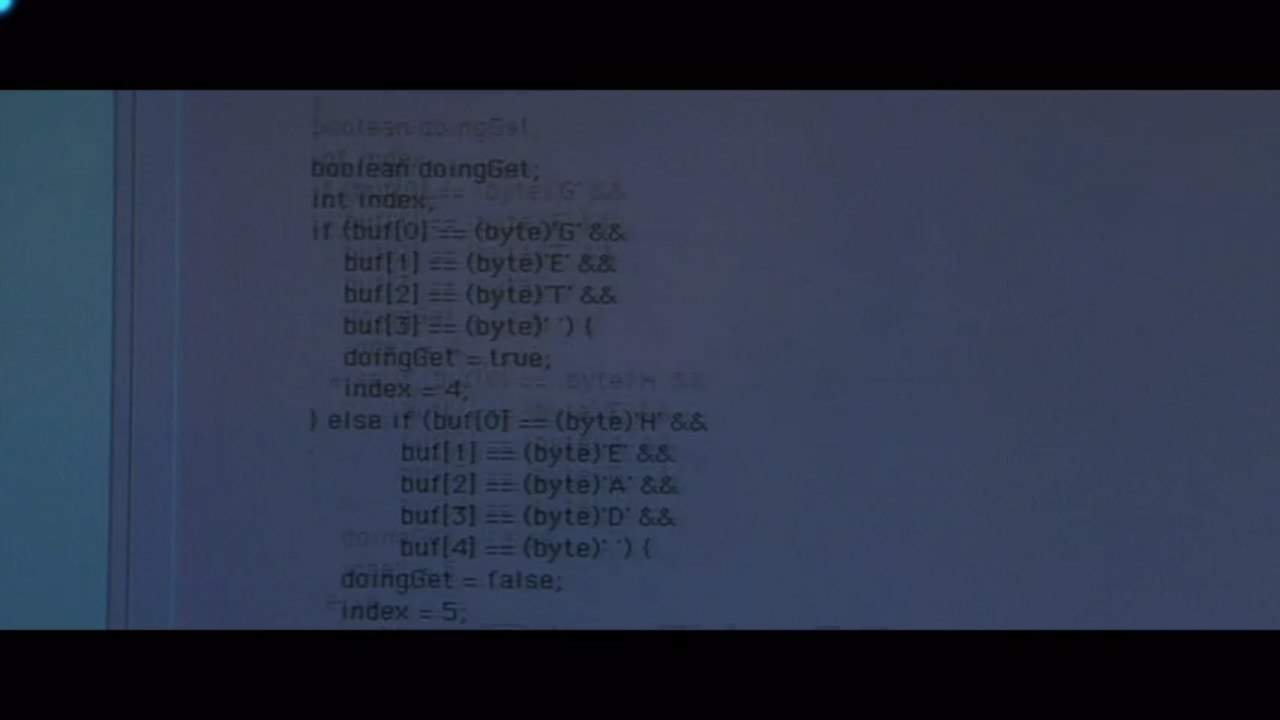 boolean doingGet;
boolean doingGet;
int index;
if (buf[0] == (byte)'G' &&
buf[1] == (byte)'E' &&
buf[2] == (byte)'T' &&
buf[3] == (byte)' ') {
doingGet = true;
index = 4;
} else if (buf[0] == (byte)'H' &&
buf[1] == (byte)'E' &&
buf[2] == (byte)'A' &&
buf[3] == (byte)'D' &&
buf[4] == (byte)' ') {
doingGet = false;
index = 5;